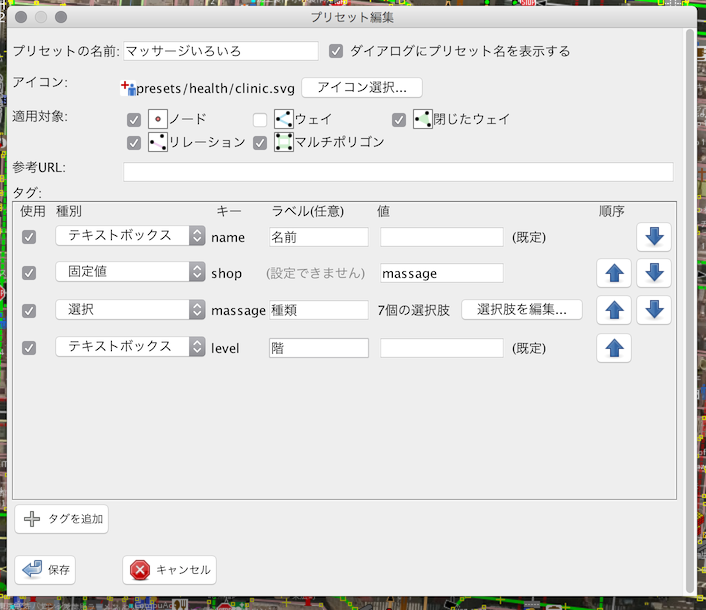 プリセット編集
プリセットの名前: マッサージいろいろ ダイアログにプリセット名を表示する
アイコン: presets/health/clinic.svg アイコン選択...
適用対象: ノード ウェイ 閉じたウェイ
リレーション マルチポリゴン
参考URL:
タグ:
使用 種別 キー ラベル(任意) 値 順序
テキストボックス name 名前 (既定)
固定値 shop (設定できません) massage
選択 massage 種類 7個の選択肢 選択肢を編集...
テキストボックス level 階 (既定)
タグを追加
保存 キャンセル